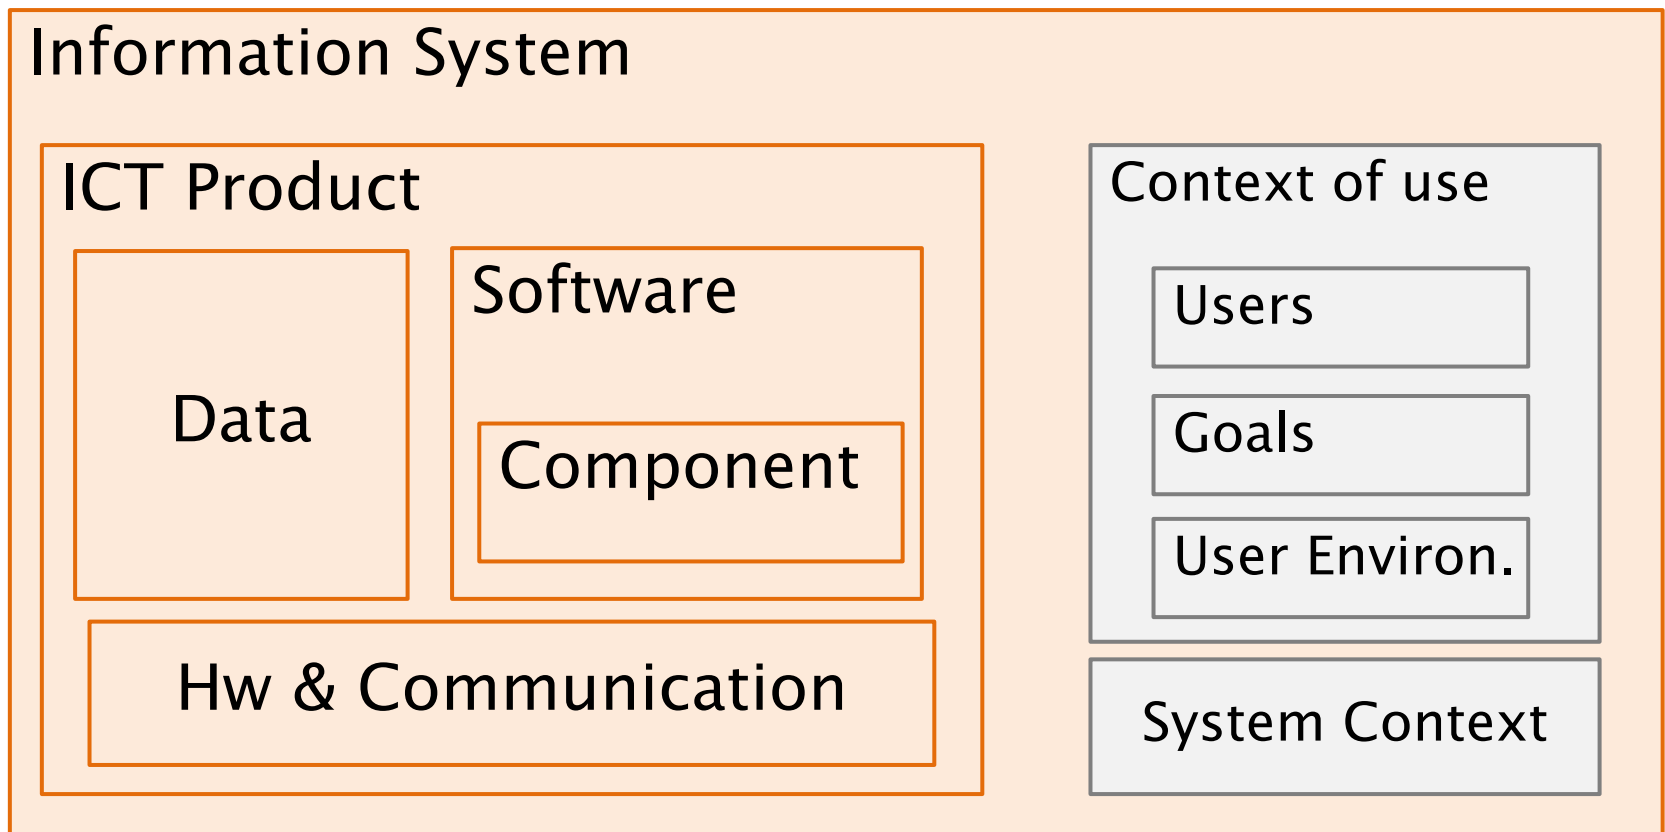 Information System
ICT Product
Data
Software
Component
Hw & Communication
Context of use
Users
Goals
User Environ.
System Context